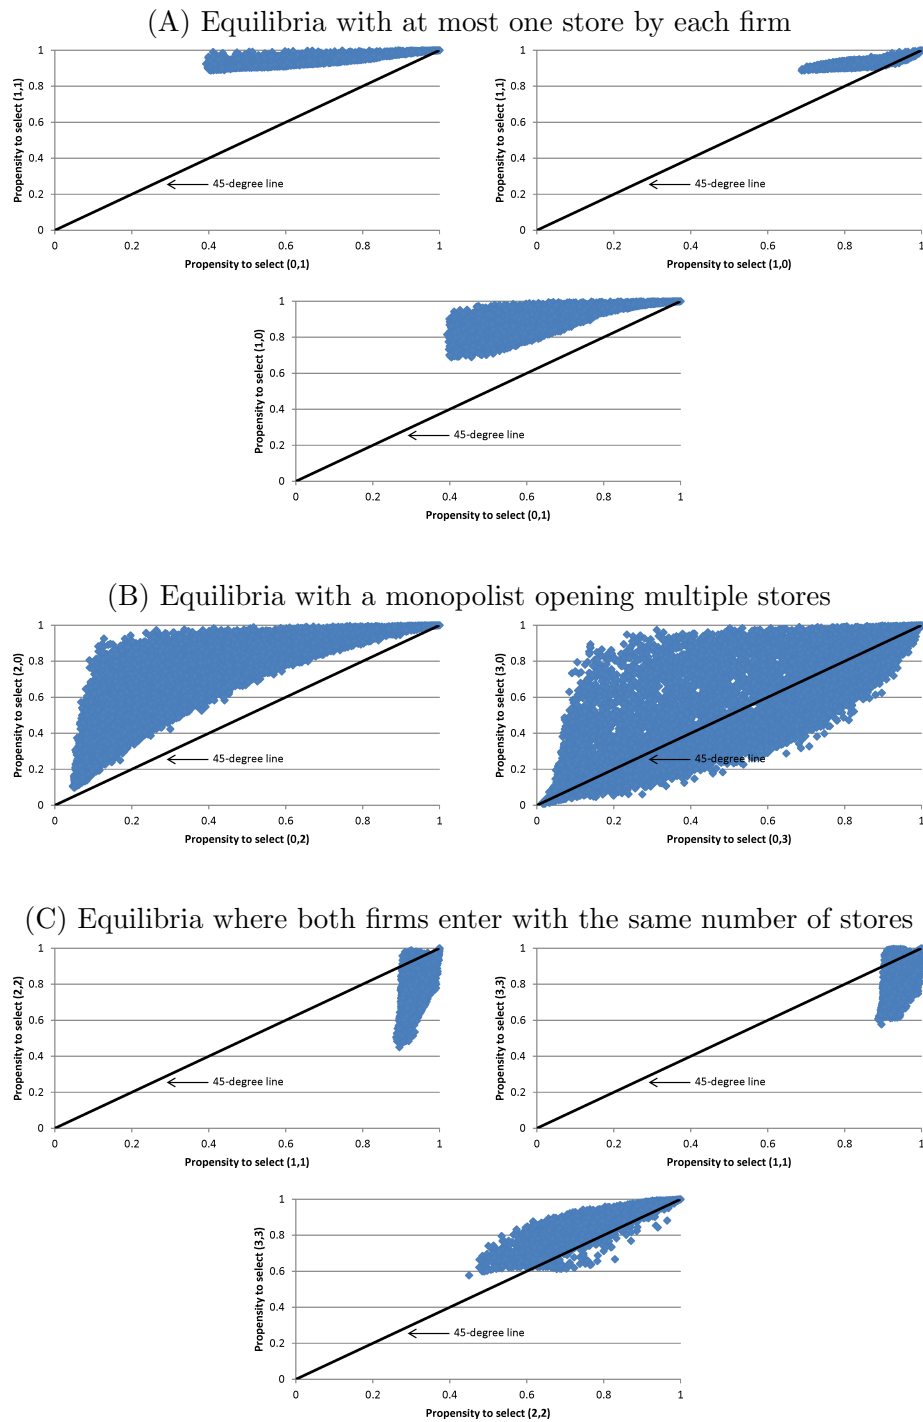 (A) Equilibria with at most one store by each firm
Propensity to select (1,1)
1
0.8
0.6
0.4
0.2
0
45-degree line
0 0.2 0.4 0.6 0.8 1
Propensity to select (0,1)
Propensity to select (1,1)
1
0.8
0.6
0.4
0.2
0
45-degree line
0 0.2 0.4 0.6 0.8 1
Propensity to select (1,0)
Propensity to select (1,0)
1
0.8
0.6
0.4
0.2
0
45-degree line
0 0.2 0.4 0.6 0.8 1
Propensity to select (0,1)
(B) Equilibria with a monopolist opening multiple stores
Propensity to select (2,0)
1
0.8
0.6
0.4
0.2
0
45-degree line
0 0.2 0.4 0.6 0.8 1
Propensity to select (0,2)
Propensity to select (3,0)
1
0.8
0.6
0.4
0.2
0
45-degree line
0 0.2 0.4 0.6 0.8 1
Propensity to select (0,3)
(C) Equilibria where both firms enter with the same number of stores
Propensity to select (2,2)
1
0.8
0.6
0.4
0.2
0
45-degree line
0 0.2 0.4 0.6 0.8 1
Propensity to select (1,1)
Propensity to select (3,3)
1
0.8
0.6
0.4
0.2
0
45-degree line
0 0.2 0.4 0.6 0.8 1
Propensity to select (1,1)
Propensity to select (3,3)
1
0.8
0.6
0.4
0.2
0
45-degree line
0 0.2 0.4 0.6 0.8 1
Propensity to select (2,2)